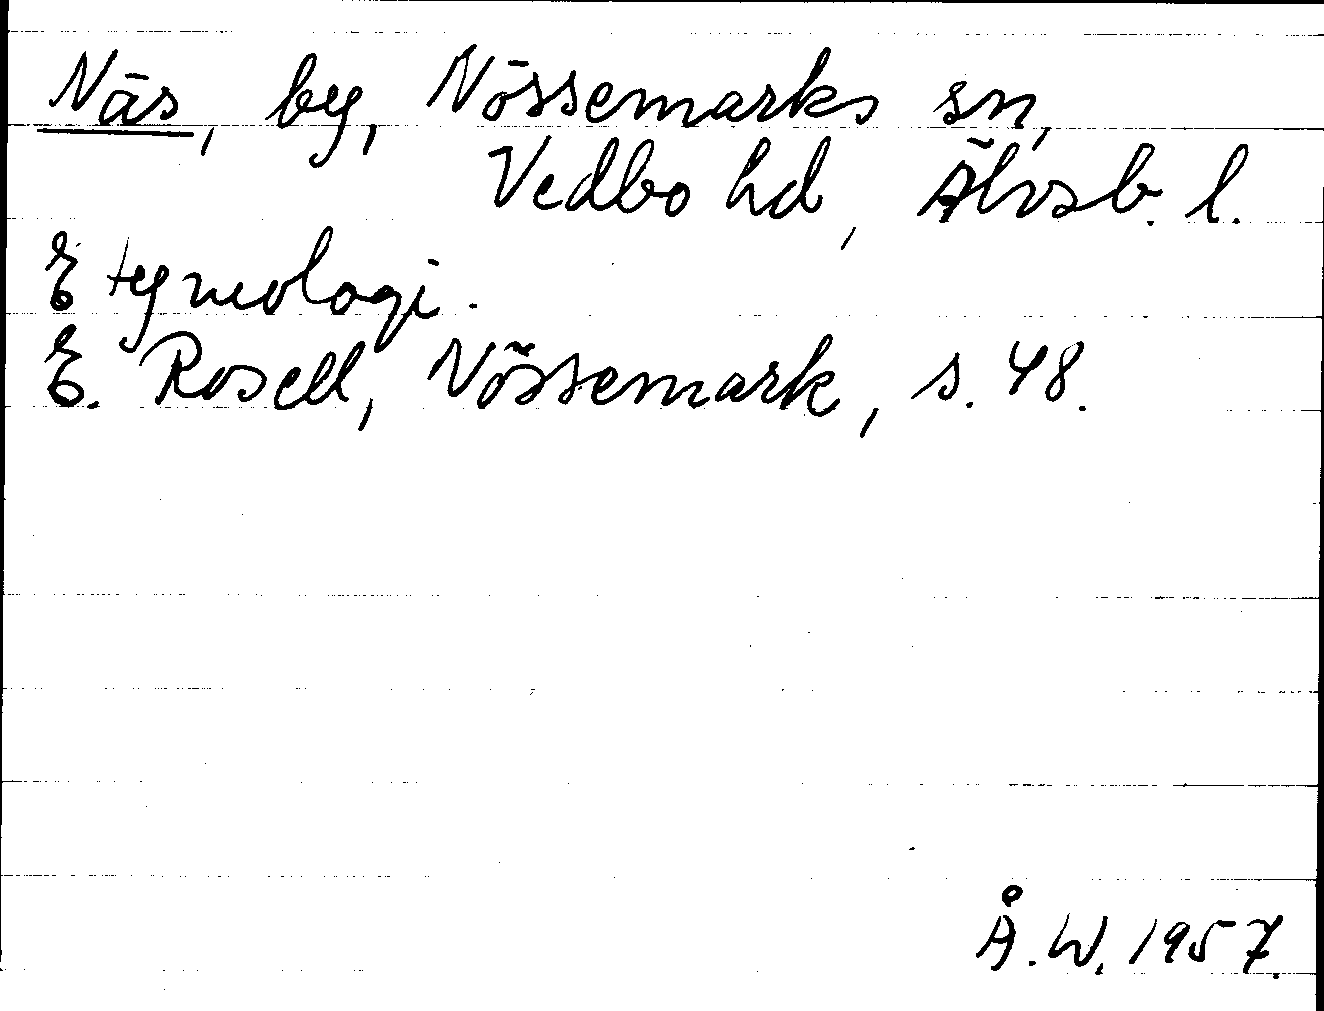 Näs, by, Nössemarks sn,
Vedbo hd, Älvsb. l.
Etymologi.
E. Rosell, Nössemark, s. 48.
Å. W. 1957.